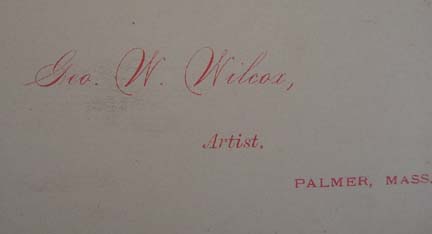 Geo. W. Wilcox,
Artist.
PALMER, MASS.